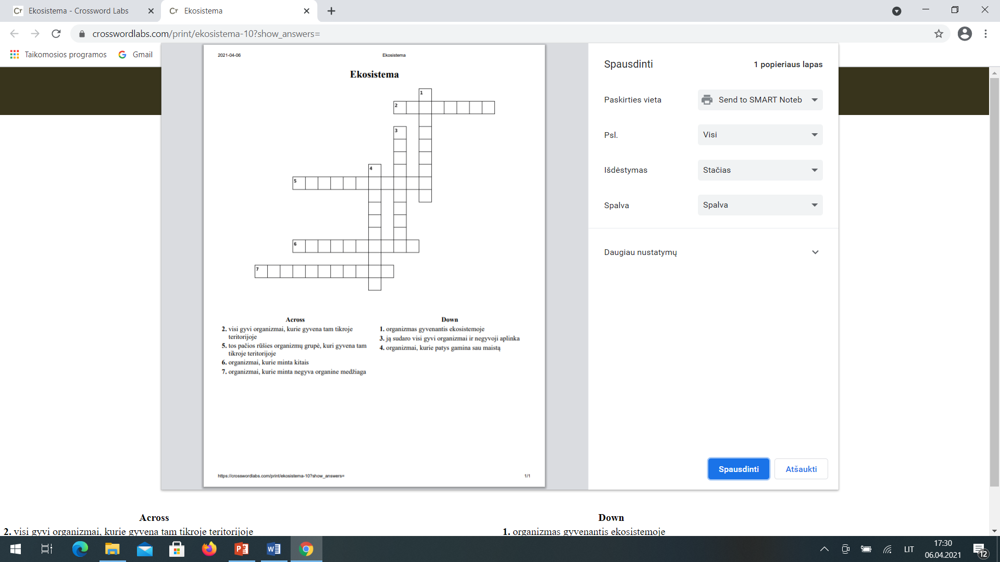 Ekosistema - Crossword Labs
Ekosistema
crosswordlabs.com/print/ekosistema-10?show_answers=
Taikomosios programos
Gmail
2021-04-06
Ekosistema
Ekosistema
1
2
3
4
5
6
7
Across
2. visi gyvi organizmai, kurie gyvena tam tikroje
teritorijoje
5. tos pačios rūšies organizmų grupė, kuri gyvena tam
tikroje teritorijoje
6. organizmai, kurie minta kitais
7. organizmai, kurie minta negyva organine medžiaga
Down
1. organizmas gyvenantis ekosistemoje
3. ją sudaro visi gyvi organizmai ir negyvoji aplinka
4. organizmai, kurie patys gamina sau maistą
https://crosswordlabs.com/print/ekosistema-10?show_answers=
1/1
Spausdinti
1 popieriaus lapas
Paskirties vieta
Send to SMART Noteb
Psl.
Visi
Išdėstymas
Stačias
Spalva
Spalva
Daugiau nustatymų
Spausdinti
Atšaukti
Across
2. visi gyvi organizmai, kurie gyvena tam tikroje teritorijoje
Down
1. organizmas gyvenantis ekosistemoje
LIT
17:30
06.04.2021
12